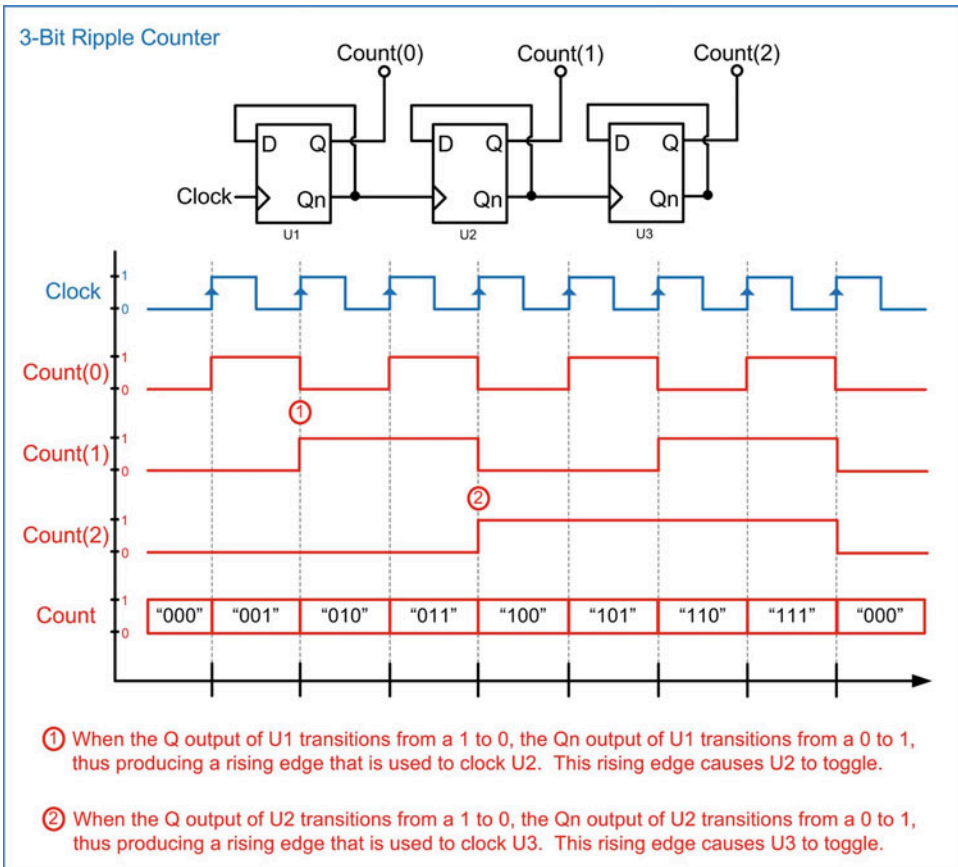 3-Bit Ripple Counter
Count(0) Count(1) Count(2)
D Q D Q D Q
Clock Qn Qn Qn
U1 U2 U3
Clock 1 0
Count(0) 1 0
1
Count(1) 1 0
2
Count(2) 1 0
Count 1 0 “000” “001” “010” “011” “100” “101” “110” “111” “000”
1 When the Q output of U1 transitions from a 1 to 0, the Qn output of U1 transitions from a 0 to 1,
thus producing a rising edge that is used to clock U2. This rising edge causes U2 to toggle.
2 When the Q output of U2 transitions from a 1 to 0, the Qn output of U2 transitions from a 0 to 1,
thus producing a rising edge that is used to clock U3. This rising edge causes U3 to toggle.